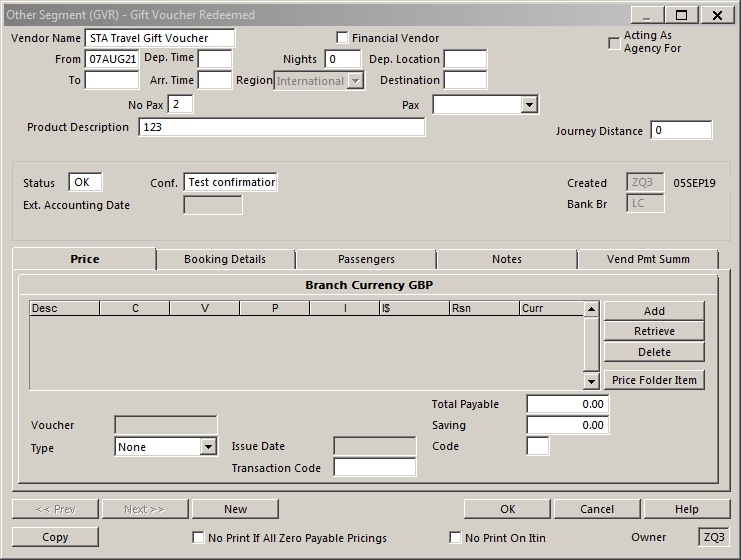 Other Segment (GVR) - Gift Voucher Redeemed
Vendor Name STA Travel Gift Voucher Financial Vendor Acting As
Agency For
From 07AUG21 Dep. Time Nights 0 Dep. Location
To Arr. Time Region International Destination
No Pax 2 Pax
Product Description 123 Journey Distance 0
Status OK Conf. Test confirmation Created ZQ3 05SEP19
Ext. Accounting Date Bank Br LC
Price Booking Details Passengers Notes Vend Pmt Summ
Branch Currency GBP
Desc C V P I I$ Rsn Curr
Add
Retrieve
Delete
Price Folder Item
Total Payable 0.00
Voucher Saving 0.00
Type None Issue Date Code
Transaction Code
<< Prev Next >> New OK Cancel Help
Copy No Print If All Zero Payable Pricings No Print On Itin Owner ZQ3